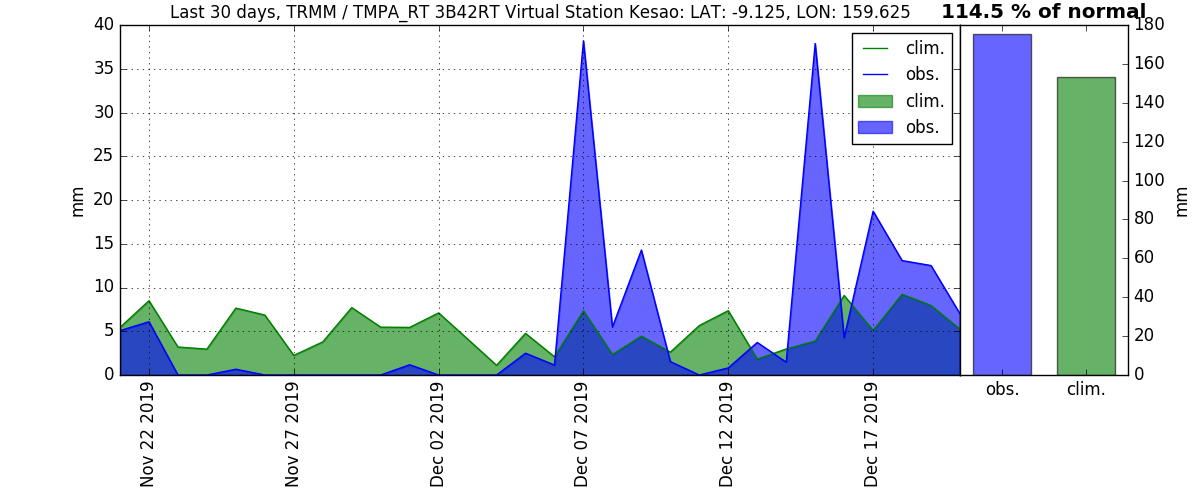 Last 30 days, TRMM / TMPA_RT 3B42RT Virtual Station Kesao: LAT: -9.125, LON: 159.625
114.5 % of normal
40
35
30
25
20
15
10
5
0
mm
clim.
obs.
clim.
obs.
180
160
140
120
100
80
60
40
20
0
mm
Nov 22 2019
Nov 27 2019
Dec 02 2019
Dec 07 2019
Dec 12 2019
Dec 17 2019
obs.
clim.